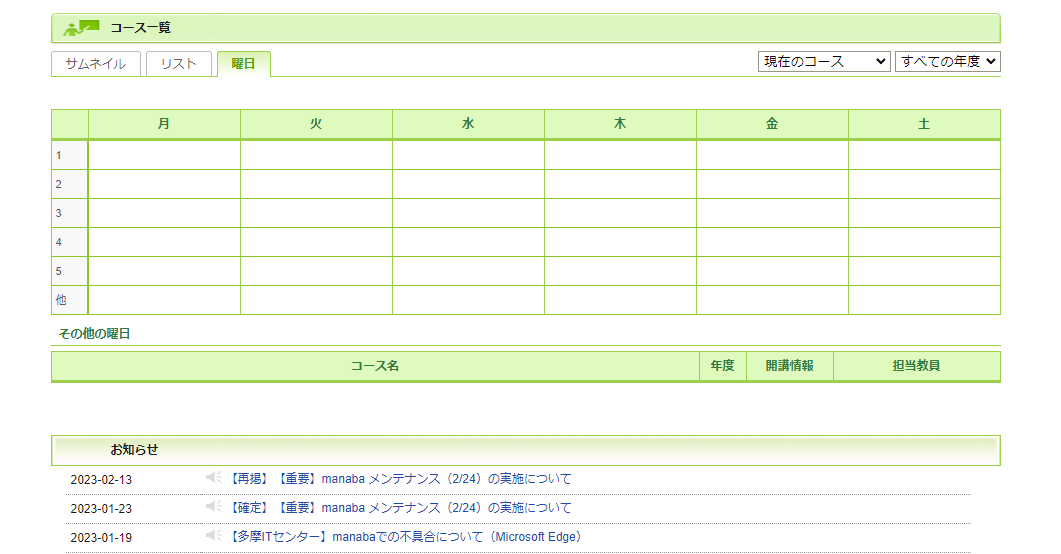 コース一覧
サムネイル リスト 曜日 現在のコース すべての年度
月 火 水 木 金 土
1
2
3
4
5
他
その他の曜日
コース名 年度 開講情報 担当教員
お知らせ
2023-02-13 【再掲】【重要】manaba メンテナンス（2/24）の実施について
2023-01-23 【確定】【重要】manaba メンテナンス（2/24）の実施について
2023-01-19 【多摩ITセンター】manabaでの不具合について（Microsoft Edge）